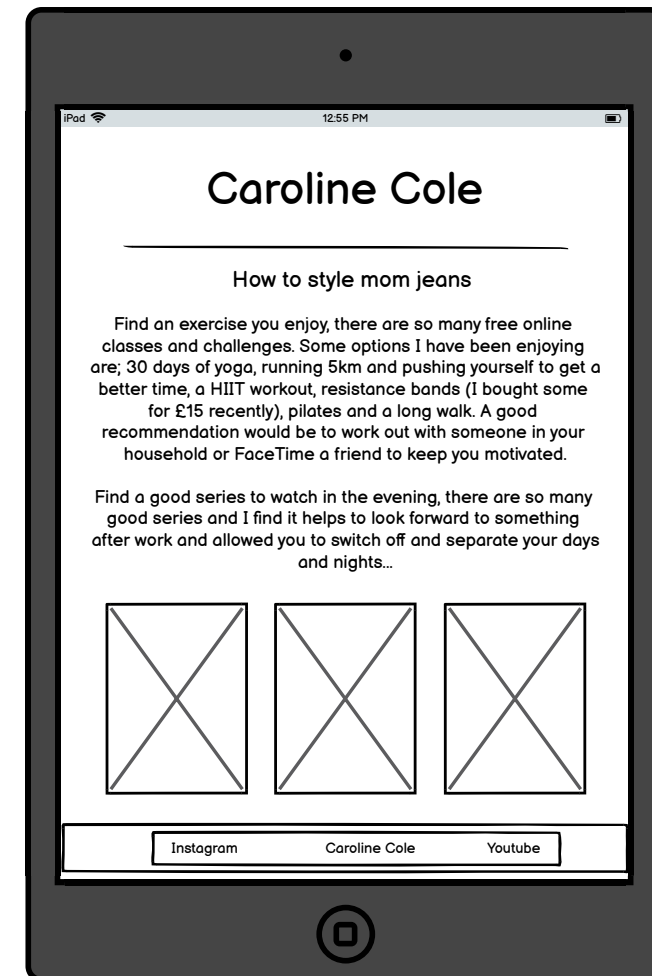 iPad
12:55 PM
Caroline Cole
How to style mom jeans
Find an exercise you enjoy, there are so many free online
classes and challenges. Some options I have been enjoying
are; 30 days of yoga, running 5km and pushing yourself to get a
better time, a HIIT workout, resistance bands (I bought some
for £15 recently), pilates and a long walk. A good
recommendation would be to work out with someone in your
household or FaceTime a friend to keep you motivated.
Find a good series to watch in the evening, there are so many
good series and I find it helps to look forward to something
after work and allowed you to switch off and separate your days
and nights...
Instagram
Caroline Cole
Youtube